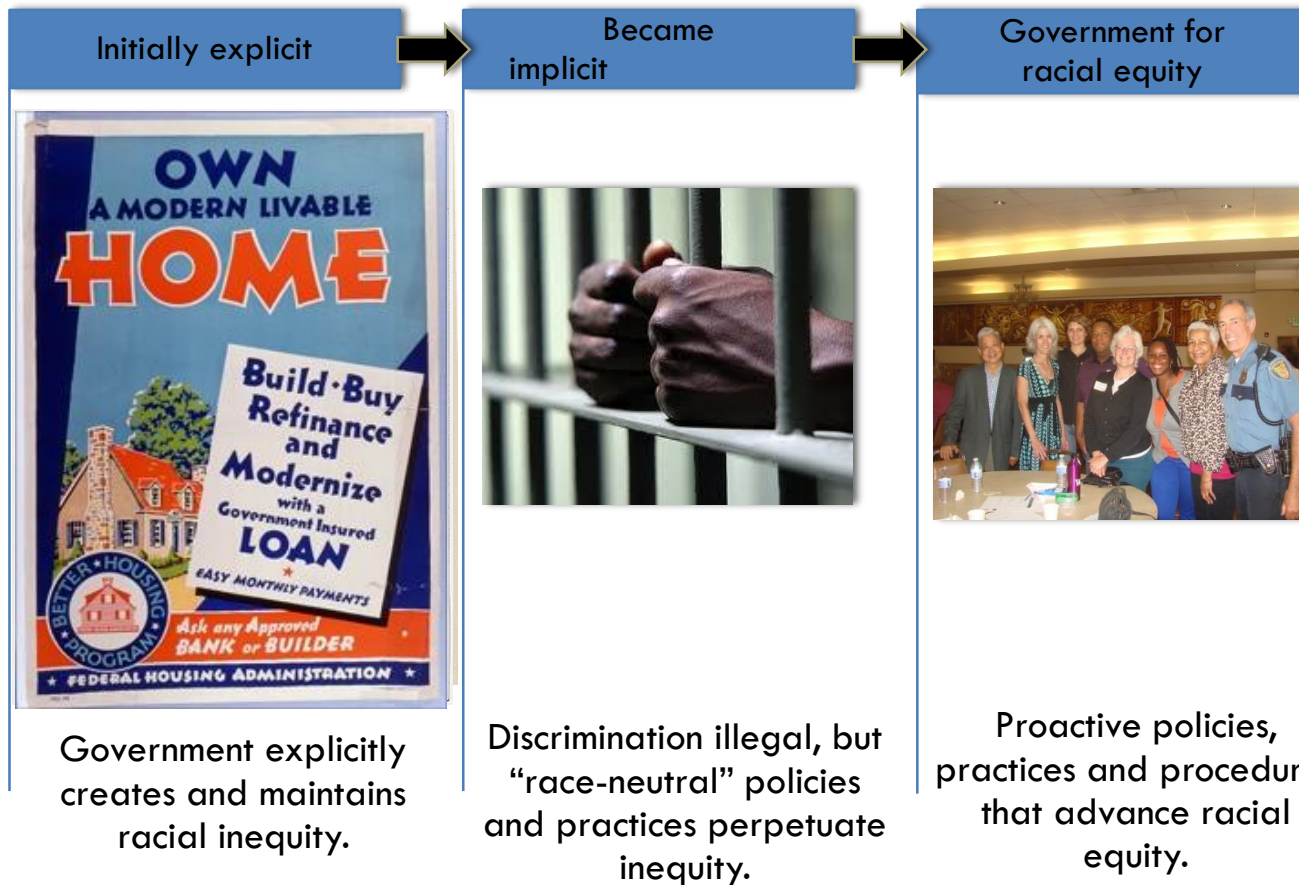 Initially explicit
Became
implicit
Government for
racial equity
OWN
A MODERN LIVABLE
HOME
Build·Buy
Refinance
and
Modernize
with a
Government Insured
LOAN
EASY MONTHLY PAYMENTS
BETTER HOUSING
PROGRAM
Ask any Approved
BANK or BUILDER
★ FEDERAL HOUSING ADMINISTRATION ★
Government explicitly
creates and maintains
racial inequity.
Discrimination illegal, but
“race-neutral” policies
and practices perpetuate
inequity.
Proactive policies,
practices and procedur
that advance racial
equity.